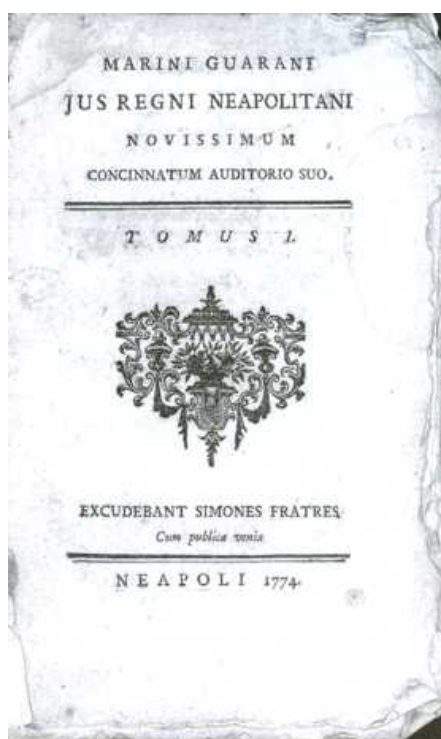 MARINI GUARANI
JUS REGNI NEAPOLITANI
NOVISSIMUM
CONCINNATUM AUDITORIO SUO.
TOMUS I.
EXCUDEBANT SIMONES FRATRES,
Cum publica venia
NEAPOLI 1774.